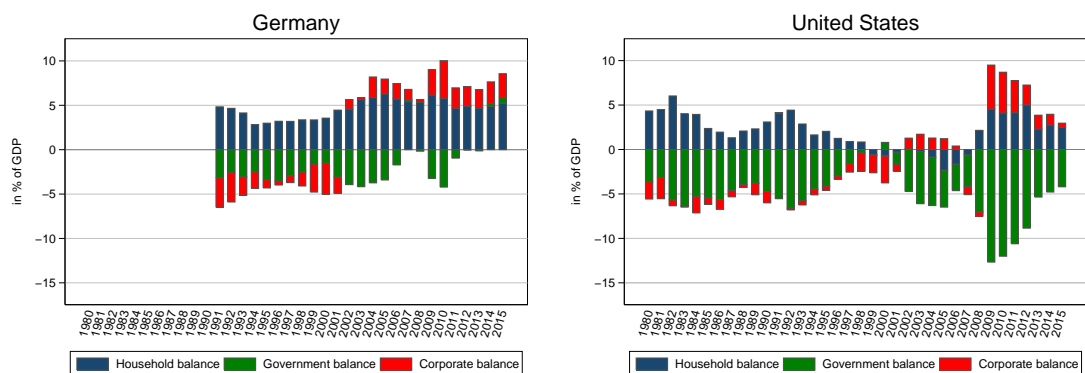 Germany
in % of GDP
10
5
0
−5
−10
−15
1980 1981 1982 1983 1984 1985 1986 1987 1988 1989 1990 1991 1992 1993 1994 1995 1996 1997 1998 1999 2000 2001 2002 2003 2004 2005 2006 2007 2008 2009 2010 2011 2012 2013 2014 2015
Household balance Government balance Corporate balance
United States
in % of GDP
10
5
0
−5
−10
−15
1980 1981 1982 1983 1984 1985 1986 1987 1988 1989 1990 1991 1992 1993 1994 1995 1996 1997 1998 1999 2000 2001 2002 2003 2004 2005 2006 2007 2008 2009 2010 2011 2012 2013 2014 2015
Household balance Government balance Corporate balance